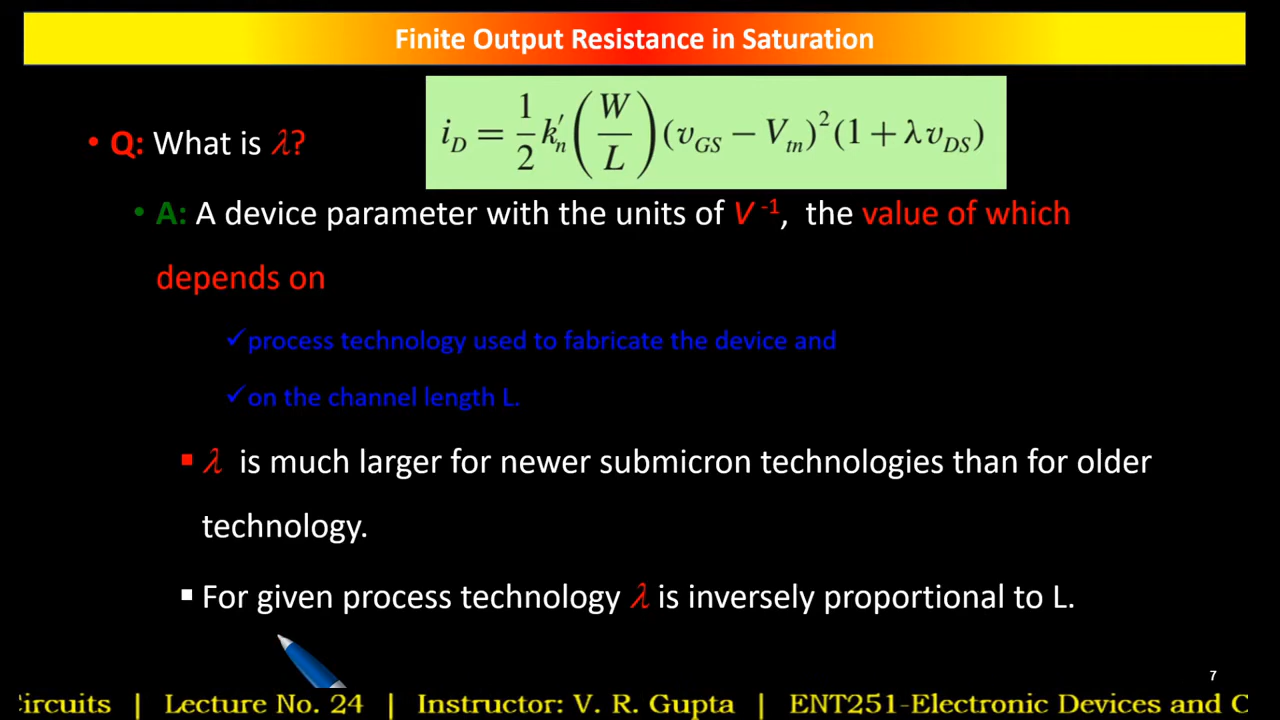 Finite Output Resistance in Saturation
i_D = 1/2 k'_n (W/L) (v_GS − V_tn)² (1 + λv_DS)
• Q: What is λ?
• A: A device parameter with the units of V⁻¹, the value of which
depends on
✓process technology used to fabricate the device and
✓on the channel length L.
▪ λ is much larger for newer submicron technologies than for older
technology.
▪ For given process technology λ is inversely proportional to L.
7
Circuits | Lecture No. 24 | Instructor: V. R. Gupta | ENT251-Electronic Devices and C